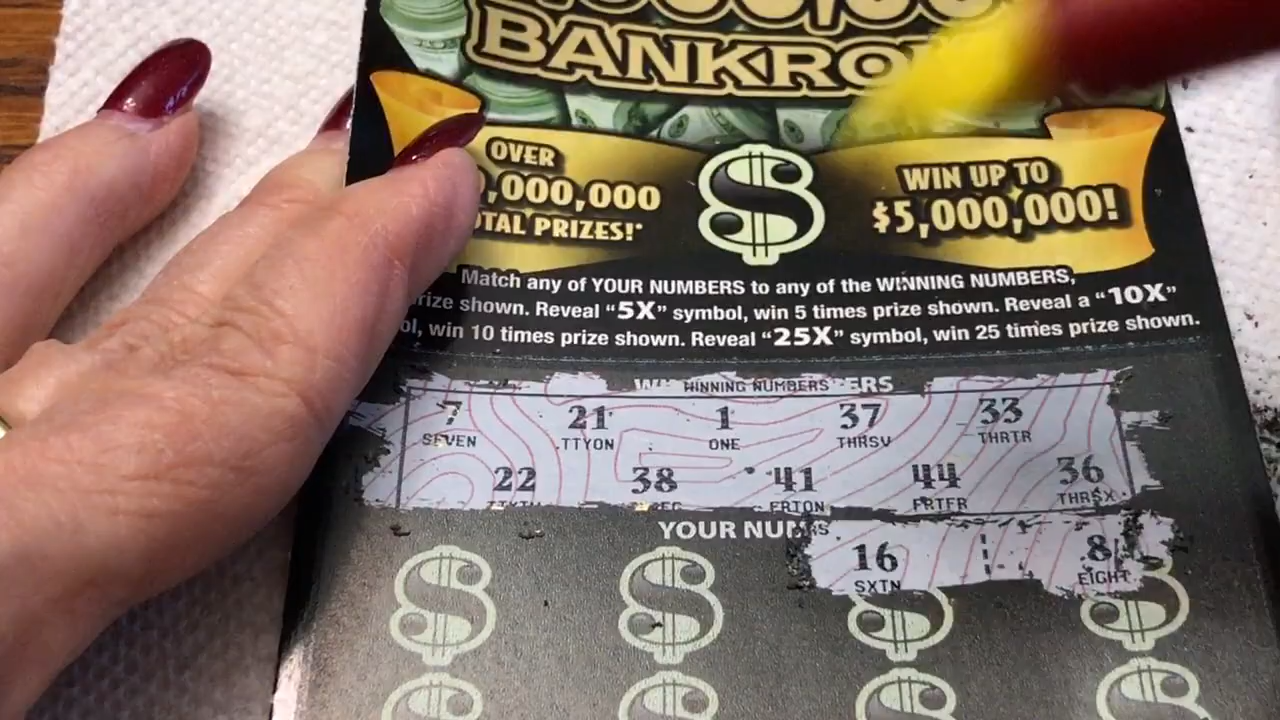 BANKRO
OVER
,000,000
TAL PRIZES!*
WIN UP TO
$5,000,000!
Match any of YOUR NUMBERS to any of the WINNING NUMBERS,
rize shown. Reveal “5X” symbol, win 5 times prize shown. Reveal a “10X”
ol, win 10 times prize shown. Reveal “25X” symbol, win 25 times prize shown.
WINNING NUMBERS ERS
7 21 1 37 33
SEVEN TTYON ONE THRSV THRTR
22 38 41 44 36
FRTON FRTFR THRSX
YOUR NUM
16 8
SXTN EIGHT